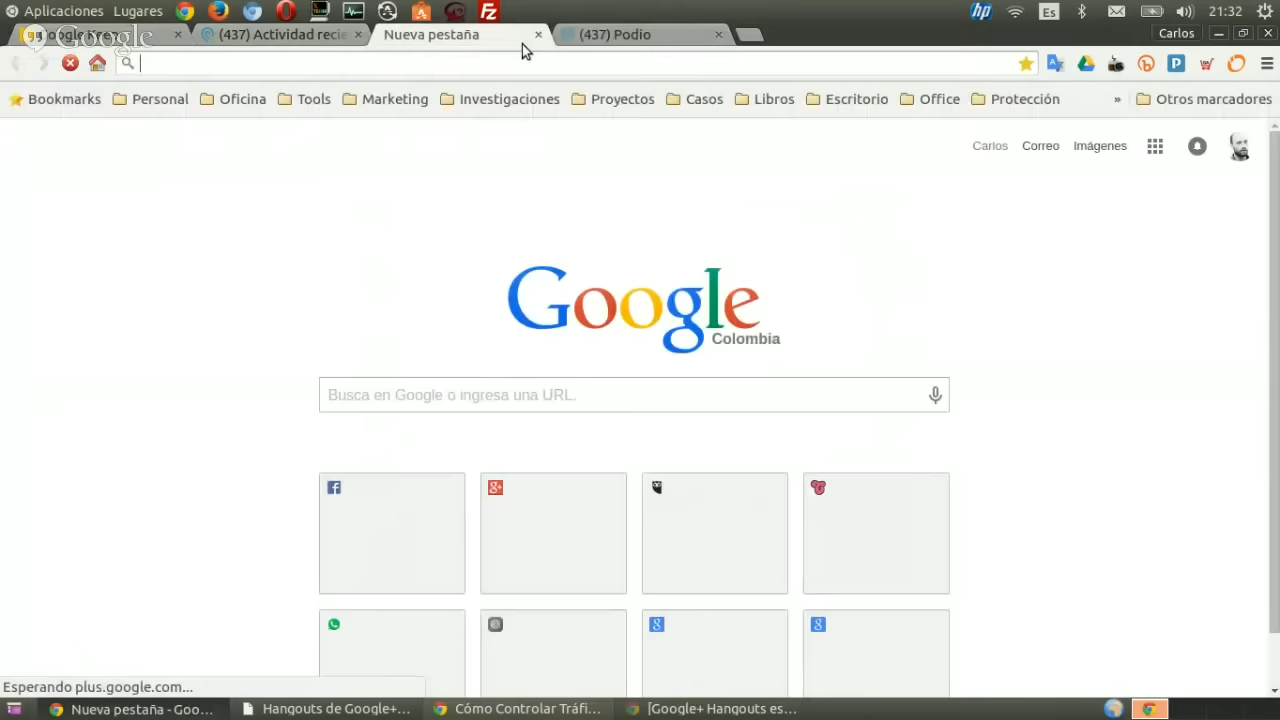 Aplicaciones Lugares Es 21:32
Google (437) Actividad recie Nueva pestaña (437) Podio Carlos
Bookmarks Personal Oficina Tools Marketing Investigaciones Proyectos Casos Libros Escritorio Office Protección » Otros marcadores
Carlos Correo Imágenes
Google
Colombia
Busca en Google o ingresa una URL.
Esperando plus.google.com...
Nueva pestaña - Goo... Hangouts de Google+... Cómo Controlar Tráfi... [Google+ Hangouts es...